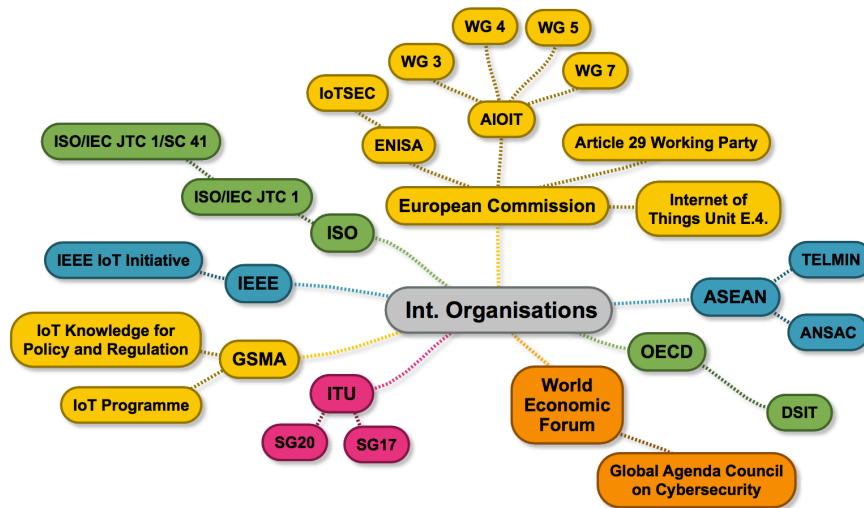 WG 4
WG 5
WG 3
WG 7
IoTSEC
AIOIT
ISO/IEC JTC 1/SC 41
ENISA
Article 29 Working Party
ISO/IEC JTC 1
European Commission
Internet of
Things Unit E.4.
ISO
IEEE IoT Initiative
IEEE
TELMIN
ASEAN
Int. Organisations
ANSAC
IoT Knowledge for
Policy and Regulation
GSMA
OECD
World
Economic
Forum
ITU
IoT Programme
DSIT
SG20
SG17
Global Agenda Council
on Cybersecurity